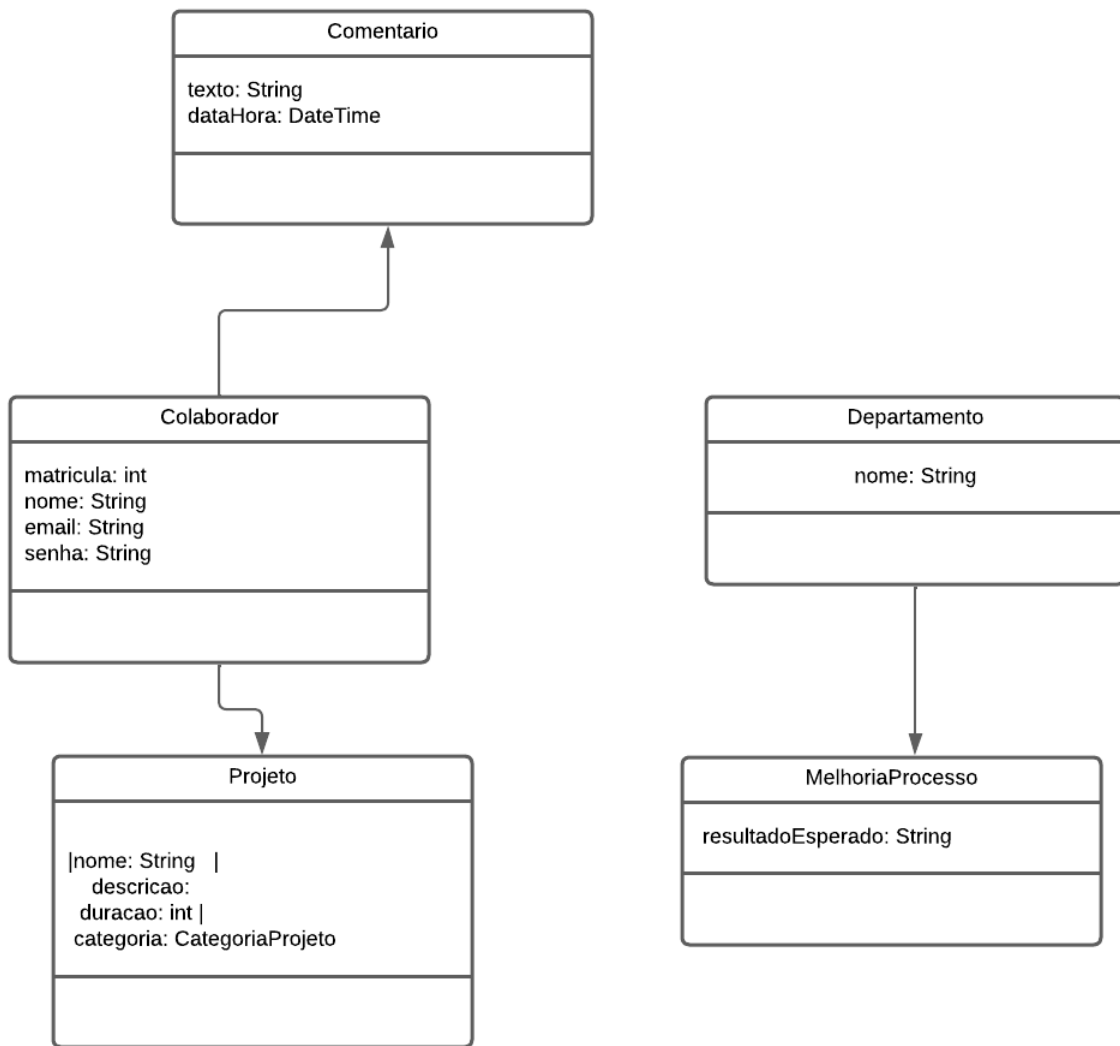 Comentario
texto: String
dataHora: DateTime
Colaborador
matricula: int
nome: String
email: String
senha: String
Departamento
nome: String
Projeto
|nome: String   |
descricao:
duracao: int |
categoria: CategoriaProjeto
MelhoriaProcesso
resultadoEsperado: String